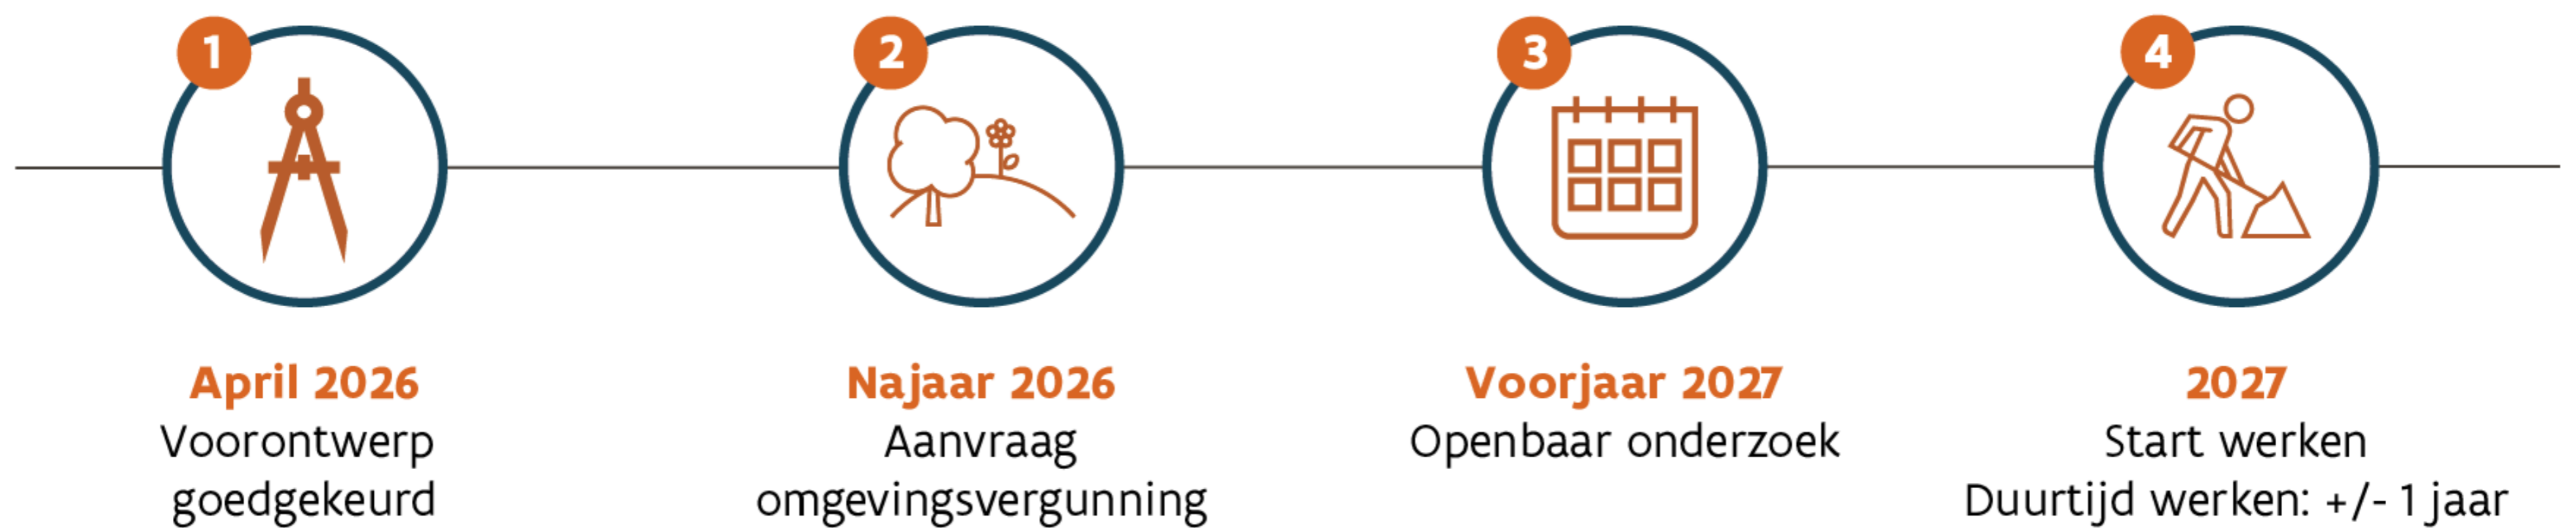 1
April 2026
Voorontwerp
goedgekeurd
2
Najaar 2026
Aanvraag
omgevingsvergunning
3
Voorjaar 2027
Openbaar onderzoek
4
2027
Start werken
Duurtijd werken: +/- 1 jaar